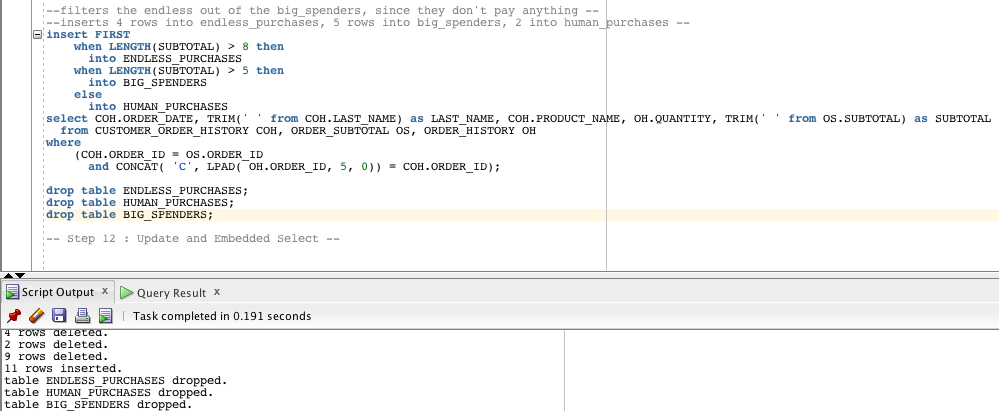 --filters the endless out of the big_spenders, since they don't pay anything --
--inserts 4 rows into endless_purchases, 5 rows into big_spenders, 2 into human_purchases --
insert FIRST
when LENGTH(SUBTOTAL) > 8 then
into ENDLESS_PURCHASES
when LENGTH(SUBTOTAL) > 5 then
into BIG_SPENDERS
else
into HUMAN_PURCHASES
select COH.ORDER_DATE, TRIM(' ' from COH.LAST_NAME) as LAST_NAME, COH.PRODUCT_NAME, OH.QUANTITY, TRIM(' ' from OS.SUBTOTAL) as SUBTOTAL
from CUSTOMER_ORDER_HISTORY COH, ORDER_SUBTOTAL OS, ORDER_HISTORY OH
where
(COH.ORDER_ID = OS.ORDER_ID
and CONCAT( 'C', LPAD( OH.ORDER_ID, 5, 0)) = COH.ORDER_ID);
drop table ENDLESS_PURCHASES;
drop table HUMAN_PURCHASES;
drop table BIG_SPENDERS;
-- Step 12 : Update and Embedded Select --
Script Output x Query Result x
Task completed in 0.191 seconds
4 rows deleted.
2 rows deleted.
9 rows deleted.
11 rows inserted.
table ENDLESS_PURCHASES dropped.
table HUMAN_PURCHASES dropped.
table BIG_SPENDERS dropped.